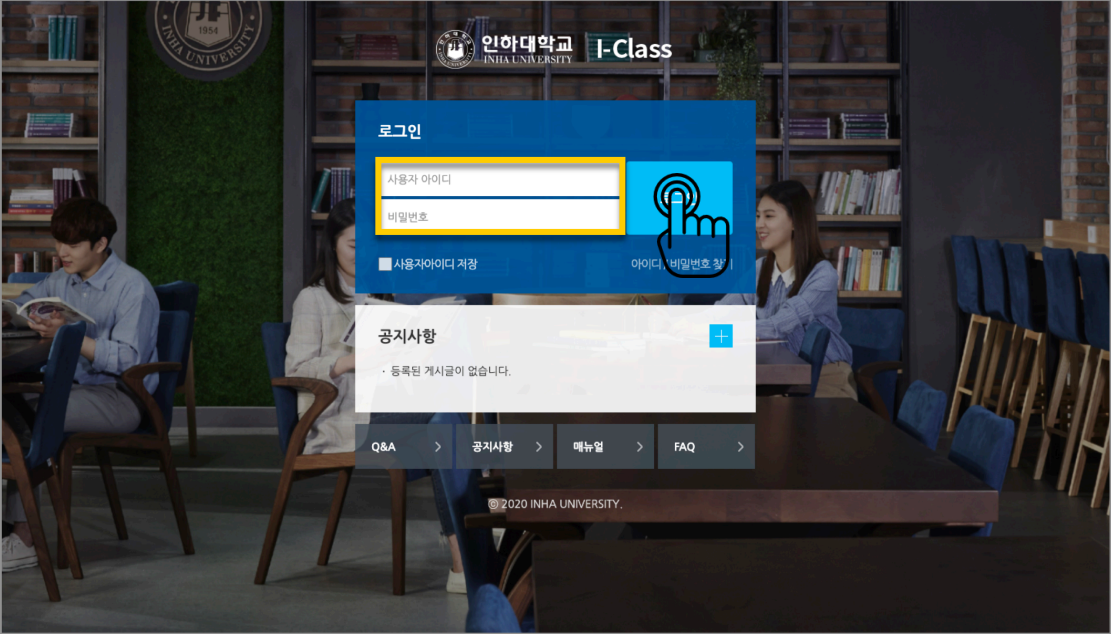 1954
INHA UNIVERSITY
인하대학교
INHA UNIVERSITY
I-Class
로그인
사용자 아이디
비밀번호
사용자아이디 저장
아이디 / 비밀번호 찾기
공지사항
· 등록된 게시글이 없습니다.
Q&A
공지사항
매뉴얼
FAQ
© 2020 INHA UNIVERSITY.